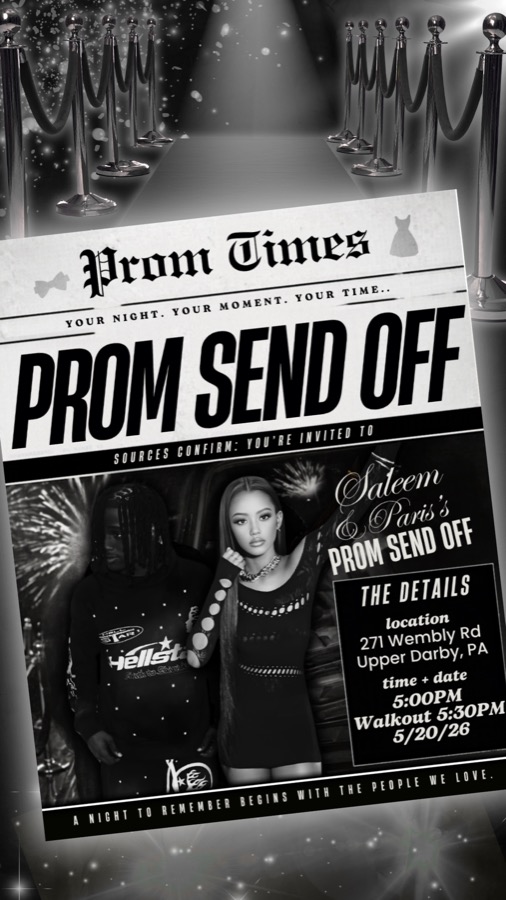 Prom Times
YOUR NIGHT. YOUR MOMENT. YOUR TIME..
PROM SEND OFF
SOURCES CONFIRM: YOU'RE INVITED TO
Saleem
& Paris's
PROM SEND OFF
THE DETAILS
location
271 Wembly Rd
Upper Darby, PA
time + date
5:00PM
Walkout 5:30PM
5/20/26
STAR
Hellst
A NIGHT TO REMEMBER BEGINS WITH THE PEOPLE WE LOVE.